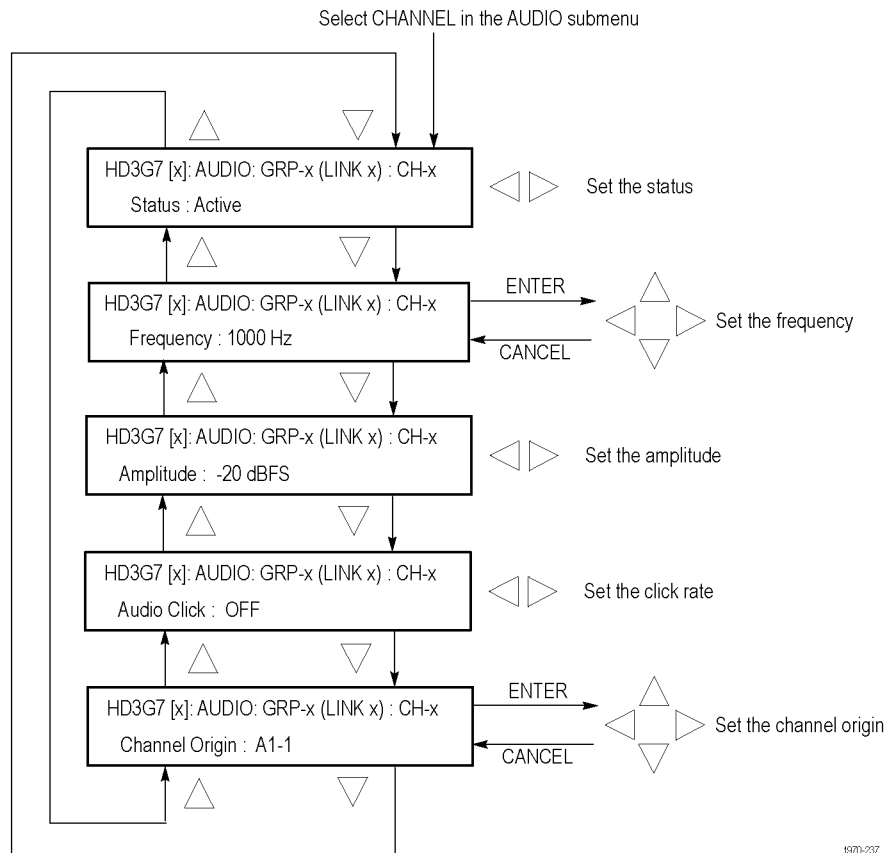 Select CHANNEL in the AUDIO submenu
HD3G7 [x]: AUDIO: GRP-x (LINK x) : CH-x
Status : Active
Set the status
HD3G7 [x]: AUDIO: GRP-x (LINK x) : CH-x
Frequency : 1000 Hz
ENTER
CANCEL
Set the frequency
HD3G7 [x]: AUDIO: GRP-x (LINK x) : CH-x
Amplitude : -20 dBFS
Set the amplitude
HD3G7 [x]: AUDIO: GRP-x (LINK x) : CH-x
Audio Click : OFF
Set the click rate
HD3G7 [x]: AUDIO: GRP-x (LINK x) : CH-x
Channel Origin : A1-1
ENTER
CANCEL
Set the channel origin
1970-237